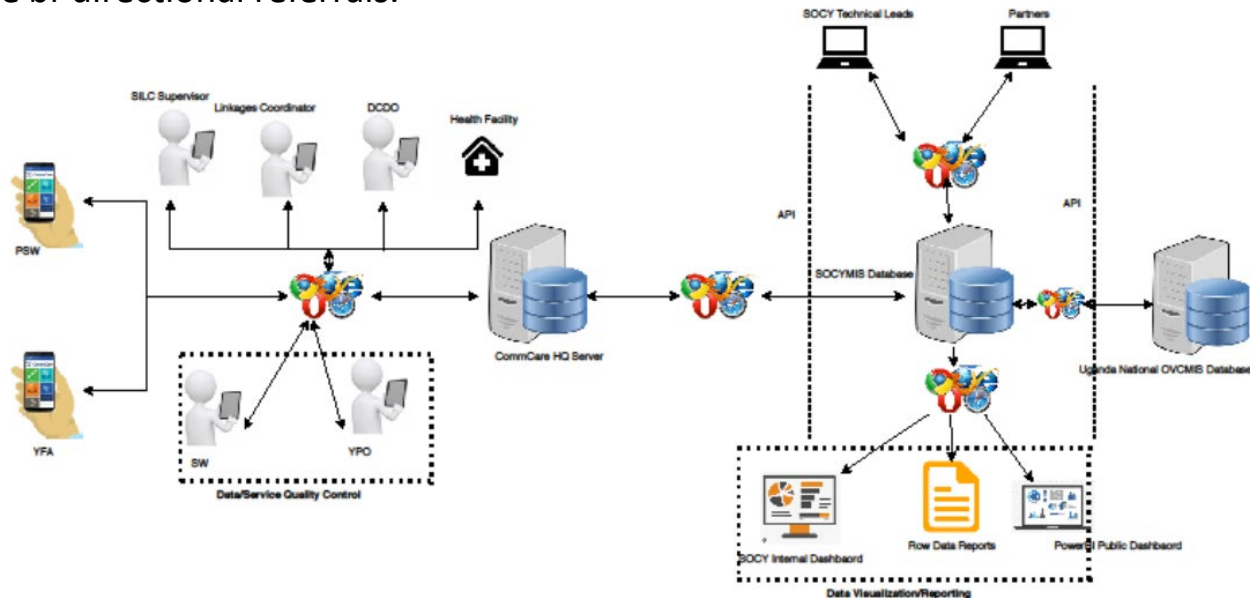 e bi-directional referrals.
SOCY Technical Leads
Partners
SILC Supervisor
Linkages Coordinator
DCDO
Health Facility
PSW
API
API
SOCYMIS Database
CommCare HQ Server
Uganda National OVCMIS Database
YFA
SW
YPO
Data/Service Quality Control
SOCY Internal Dashbaord
Row Data Reports
PowerBI Public Dashbaord
Data Visualization/Reporting